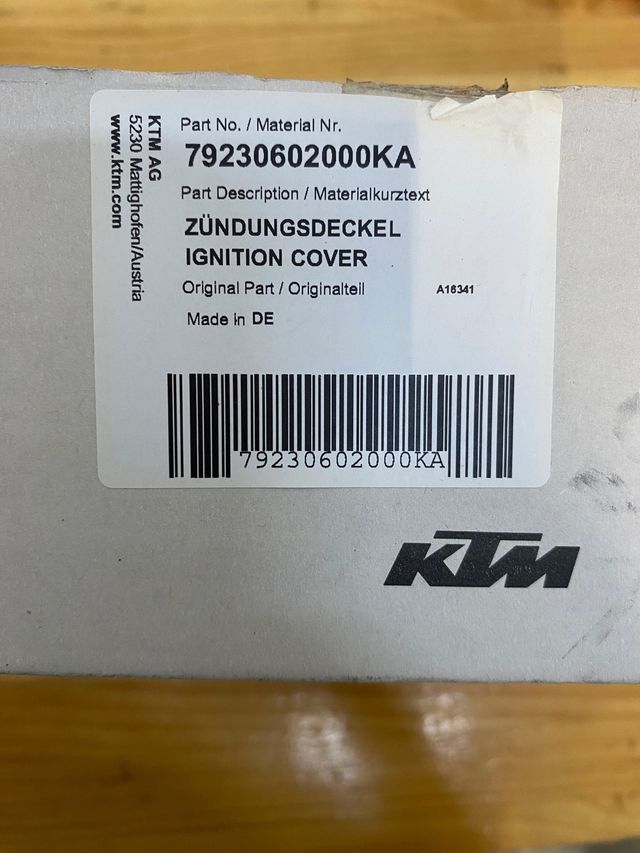 KTM AG
5230 Mattighofen/Austria
www.ktm.com
Part No. / Material Nr.
79230602000KA
Part Description / Materialkurztext
ZÜNDUNGSDECKEL
IGNITION COVER
Original Part / Originalteil A16341
Made in DE
79230602000KA
KTM